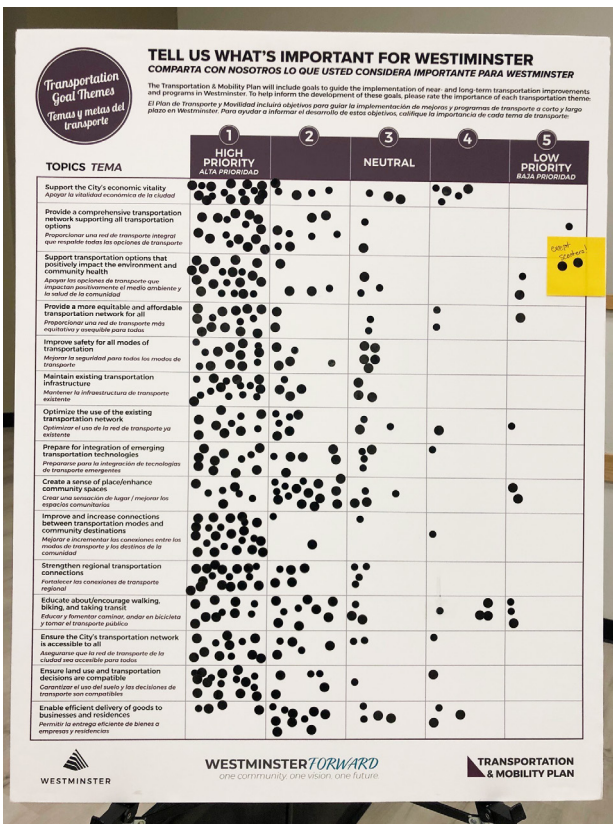 Transportation
Goal Themes
Temas y metas del
transporte
TELL US WHAT'S IMPORTANT FOR WESTIMINSTER
COMPARTA CON NOSOTROS LO QUE USTED CONSIDERA IMPORTANTE PARA WESTMINSTER
The Transportation & Mobility Plan will include goals to guide the implementation of near- and long-term transportation improvements
and programs in Westminster. To help inform the development of these goals, please rate the importance of each transportation theme:
El Plan de Transporte y Movilidad incluirá objetivos para guiar la implementación de mejoras y programas de transporte a corto y largo
plazo en Westminster. Para ayudar a informar el desarrollo de estos objetivos, califique la importancia de cada tema de transporte:
1 2 3 4 5
TOPICS TEMA
HIGH
PRIORITY
ALTA PRIORIDAD
NEUTRAL
LOW
PRIORITY
BAJA PRIORIDAD
Support the City's economic vitality
Apoyar la vitalidad económica de la ciudad
Provide a comprehensive transportation
network supporting all transportation
options
Proporcionar una red de transporte integral
que respalde todas las opciones de transporte
Support transportation options that
positively impact the environment and
community health
Apoyar las opciones de transporte que
impactan positivamente el medio ambiente y
la salud de la comunidad
except
scooters!
Provide a more equitable and affordable
transportation network for all
Proporcionar una red de transporte más
equitativa y asequible para todos
Improve safety for all modes of
transportation
Mejorar la seguridad para todos los modos de
transporte
Maintain existing transportation
infrastructure
Mantener la infraestructura de transporte
existente
Optimize the use of the existing
transportation network
Optimizar el uso de la red de transporte ya
existente
Prepare for integration of emerging
transportation technologies
Prepararse para la integración de tecnologías
de transporte emergentes
Create a sense of place/enhance
community spaces
Crear una sensación de lugar / mejorar los
espacios comunitarios
Improve and increase connections
between transportation modes and
community destinations
Mejorar e incrementar las conexiones entre los
modos de transporte y los destinos de la
comunidad
Strengthen regional transportation
connections
Fortalecer las conexiones de transporte
regional
Educate about/encourage walking,
biking, and taking transit
Educar y fomentar caminar, andar en bicicleta
y tomar el transporte público
Ensure the City's transportation network
is accessible to all
Asegurarse que la red de transporte de la
ciudad sea accesible para todos
Ensure land use and transportation
decisions are compatible
Garantizar el uso del suelo y las decisiones de
transporte son compatibles
Enable efficient delivery of goods to
businesses and residences
Permitir la entrega eficiente de bienes a
empresas y residencias
WESTMINSTER
WESTMINSTER FORWARD
one community. one vision. one future.
TRANSPORTATION
& MOBILITY PLAN